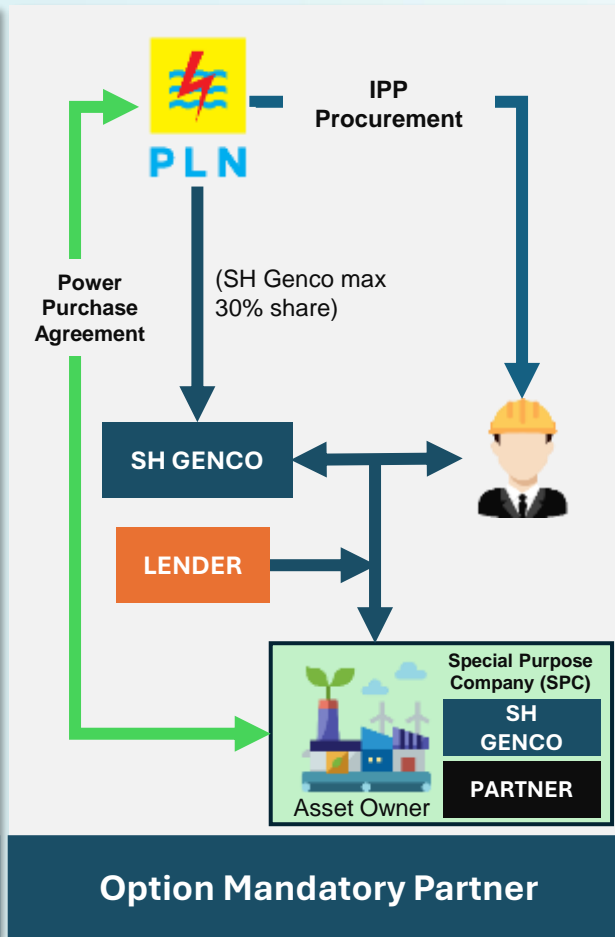 PLN
IPP
Procurement
Power
Purchase
Agreement
(SH Genco max
30% share)
SH GENCO
LENDER
Special Purpose
Company (SPC)
SH
GENCO
PARTNER
Asset Owner
Option Mandatory Partner